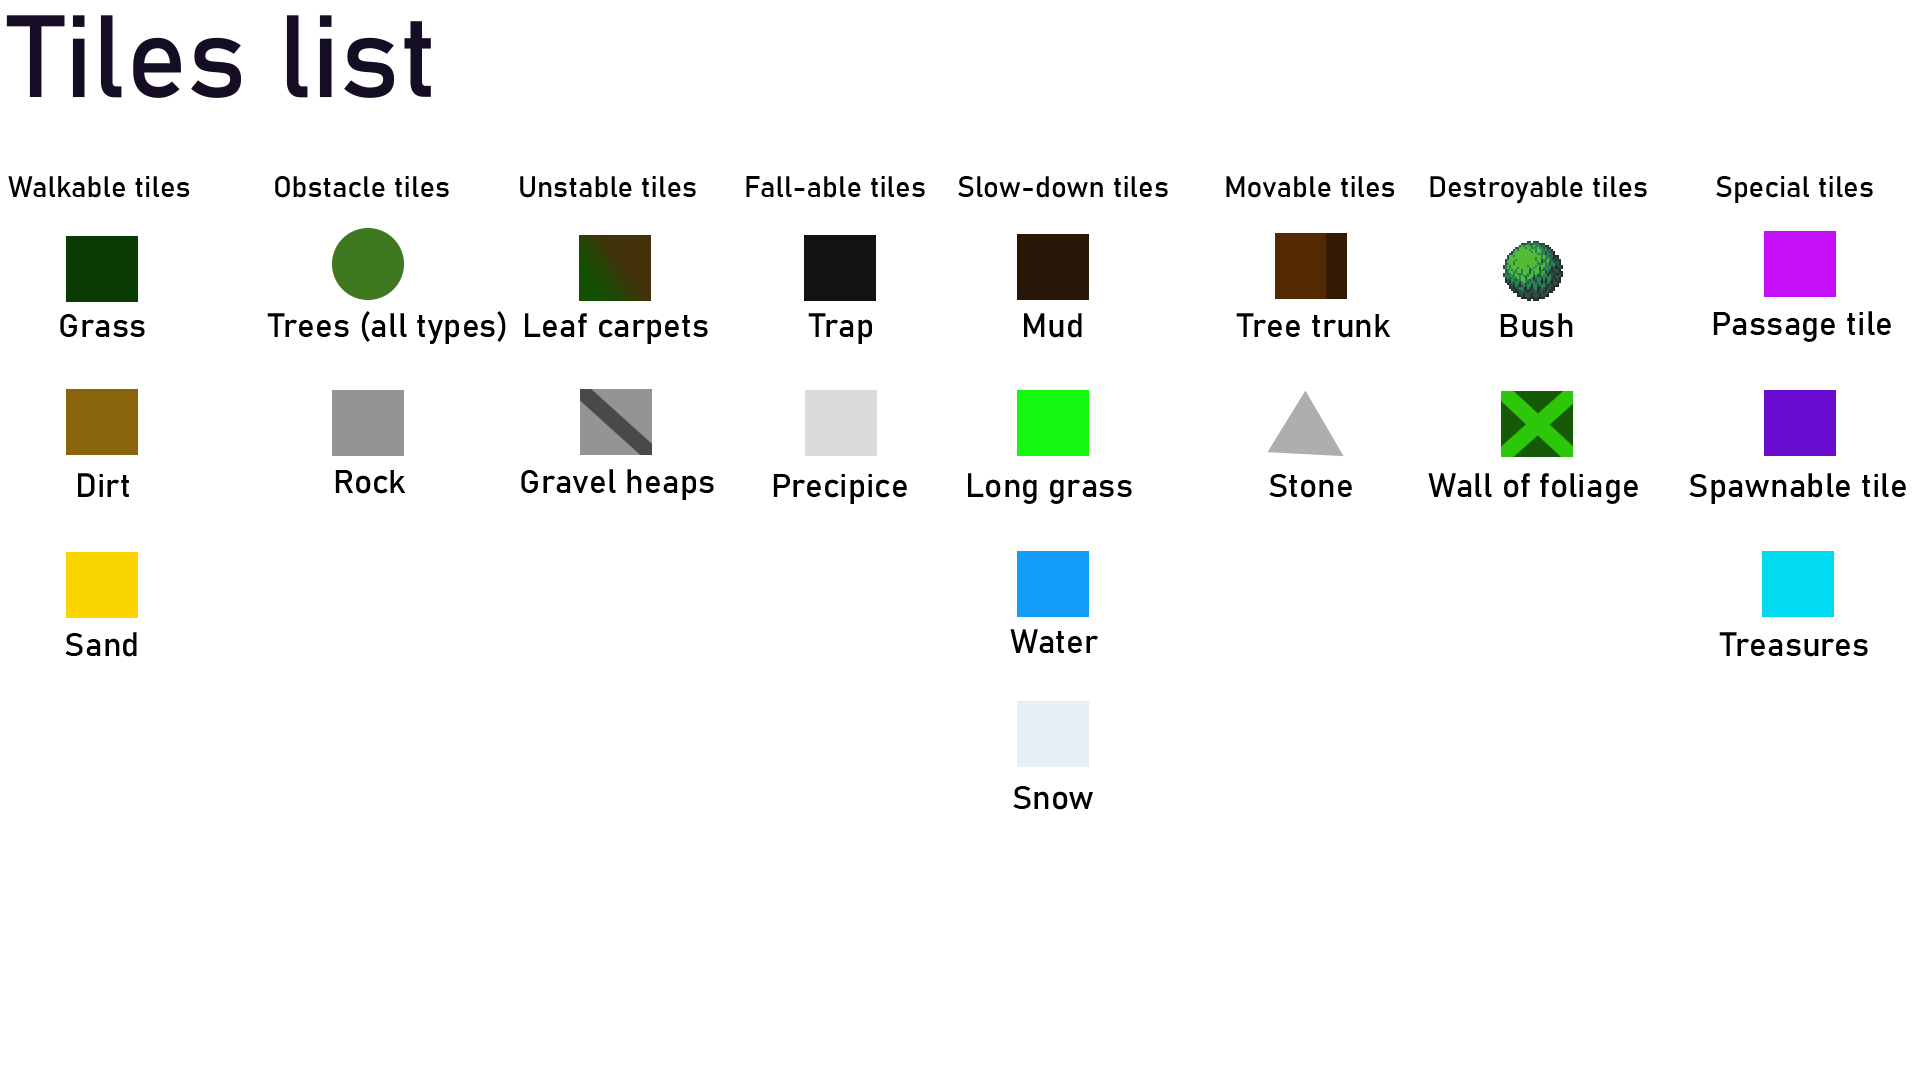 Tiles list
Walkable tiles
Obstacle tiles
Unstable tiles
Fall-able tiles
Slow-down tiles
Movable tiles
Destroyable tiles
Special tiles
Grass
Trees (all types)
Leaf carpets
Trap
Mud
Tree trunk
Bush
Passage tile
Dirt
Rock
Gravel heaps
Precipice
Long grass
Stone
Wall of foliage
Spawnable tile
Sand
Water
Treasures
Snow